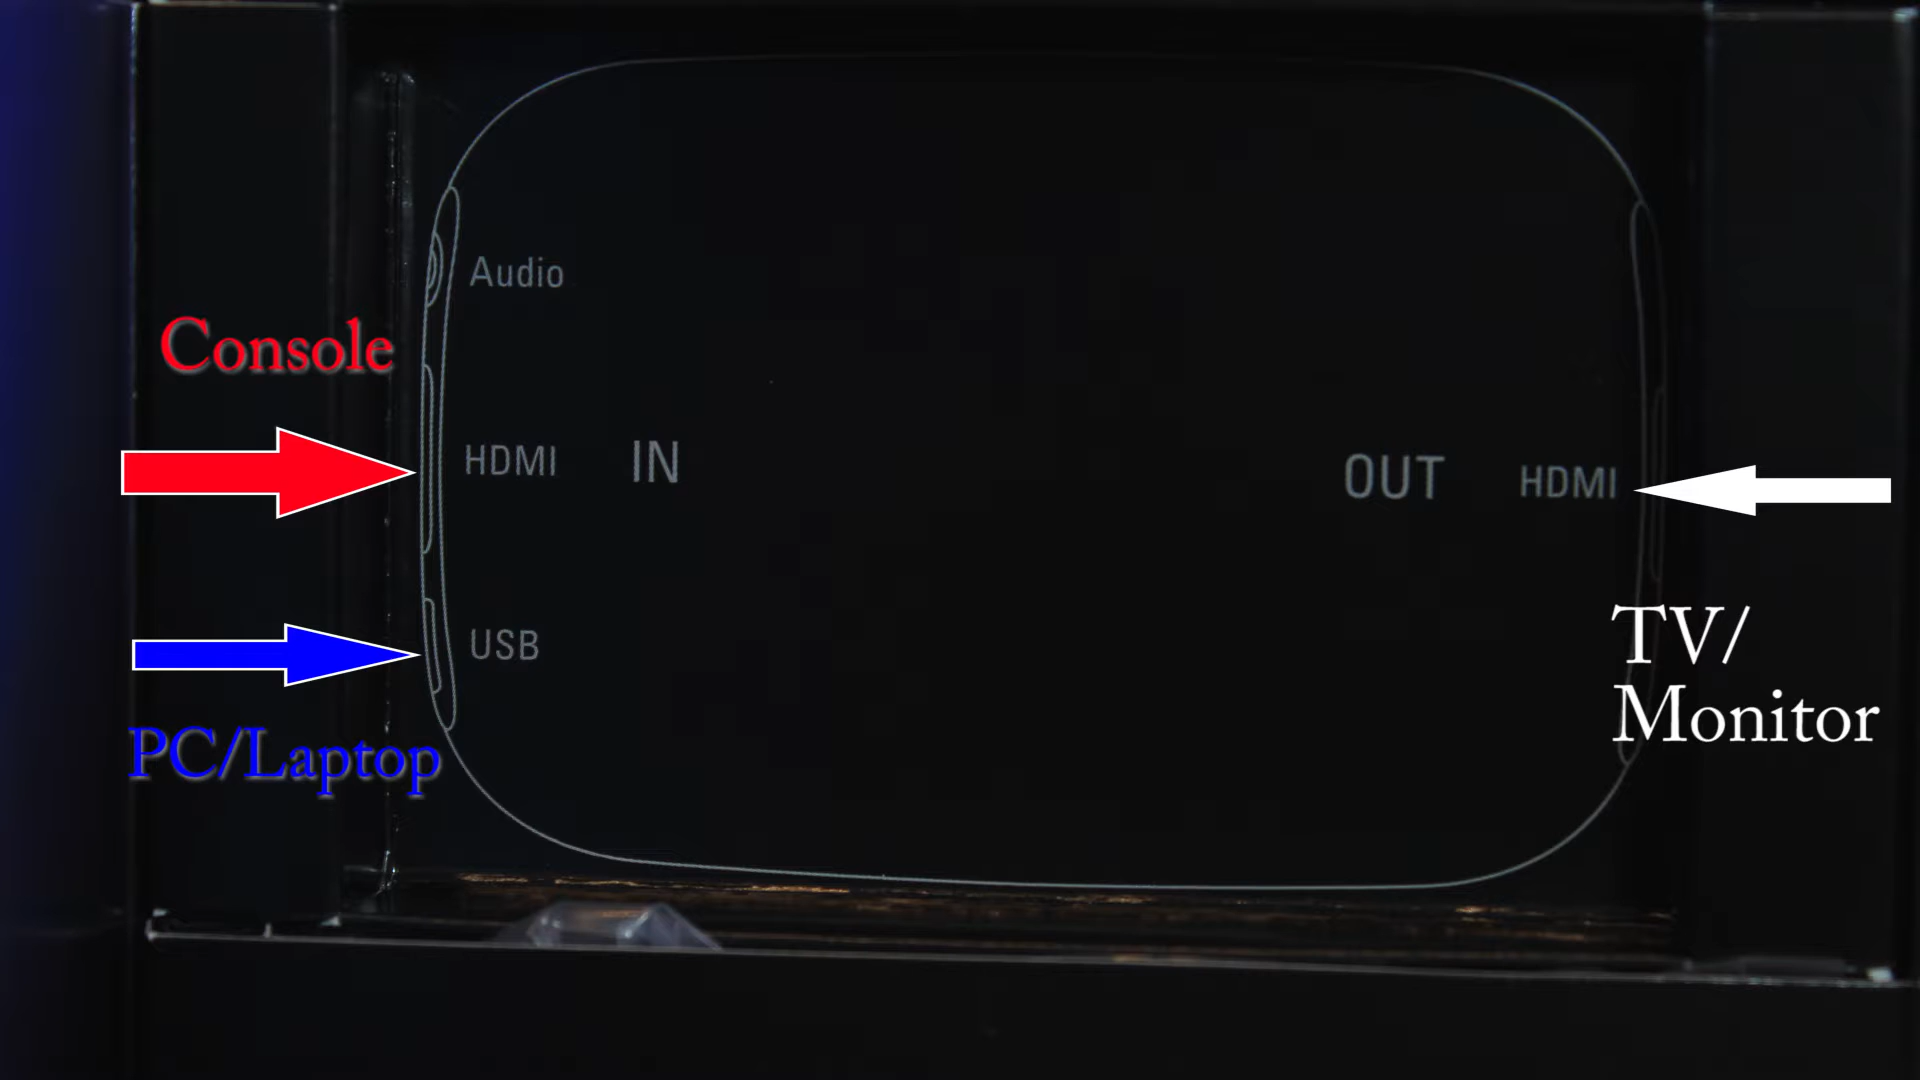 Audio
Console
HDMI IN
OUT HDMI
USB
TV/
Monitor
PC/Laptop